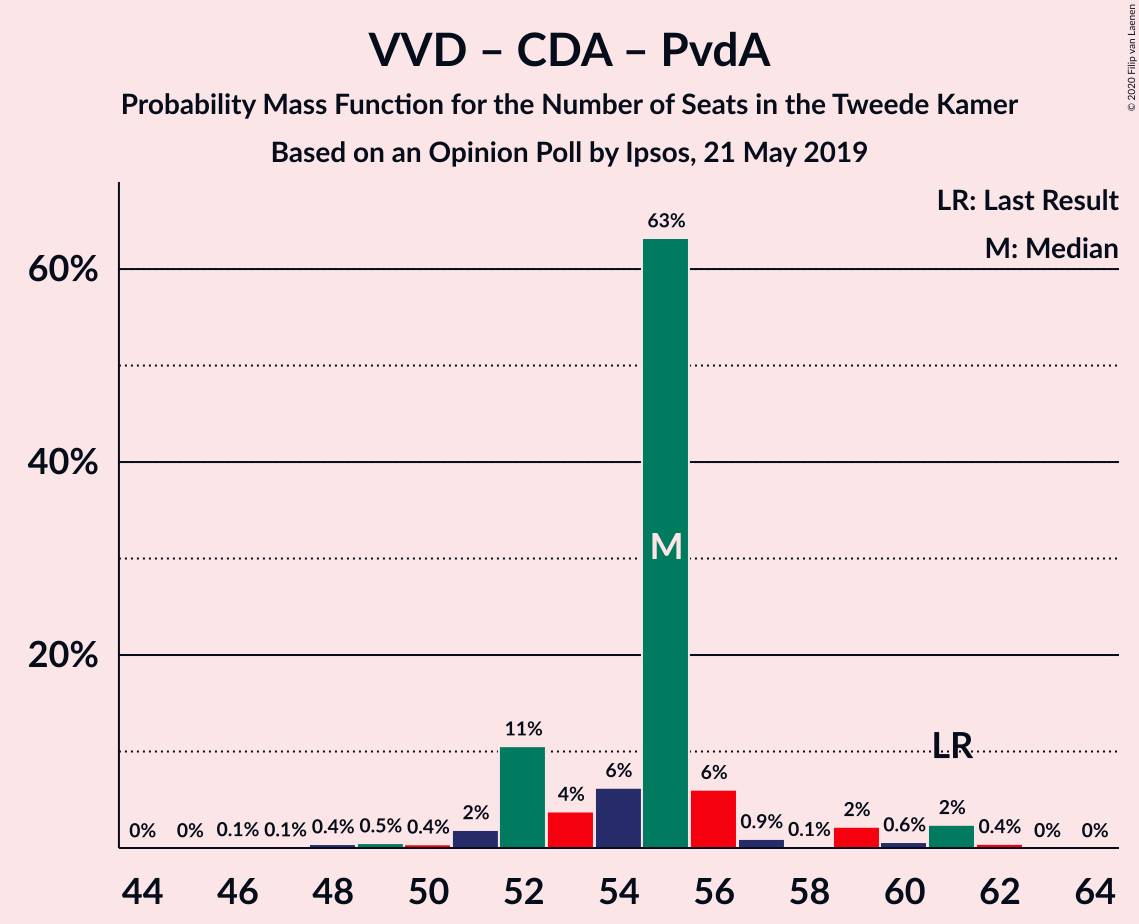 VVD – CDA – PvdA
Probability Mass Function for the Number of Seats in the Tweede Kamer
Based on an Opinion Poll by Ipsos, 21 May 2019
© 2020 Filip van Laenen
LR: Last Result
M: Median
60%
40%
20%
0% 0% 0.1% 0.1% 0.4% 0.5% 0.4% 2% 11% 4% 6% 63% 6% 0.9% 0.1% 2% 0.6% 2% 0.4% 0% 0%
M
LR
44 46 48 50 52 54 56 58 60 62 64